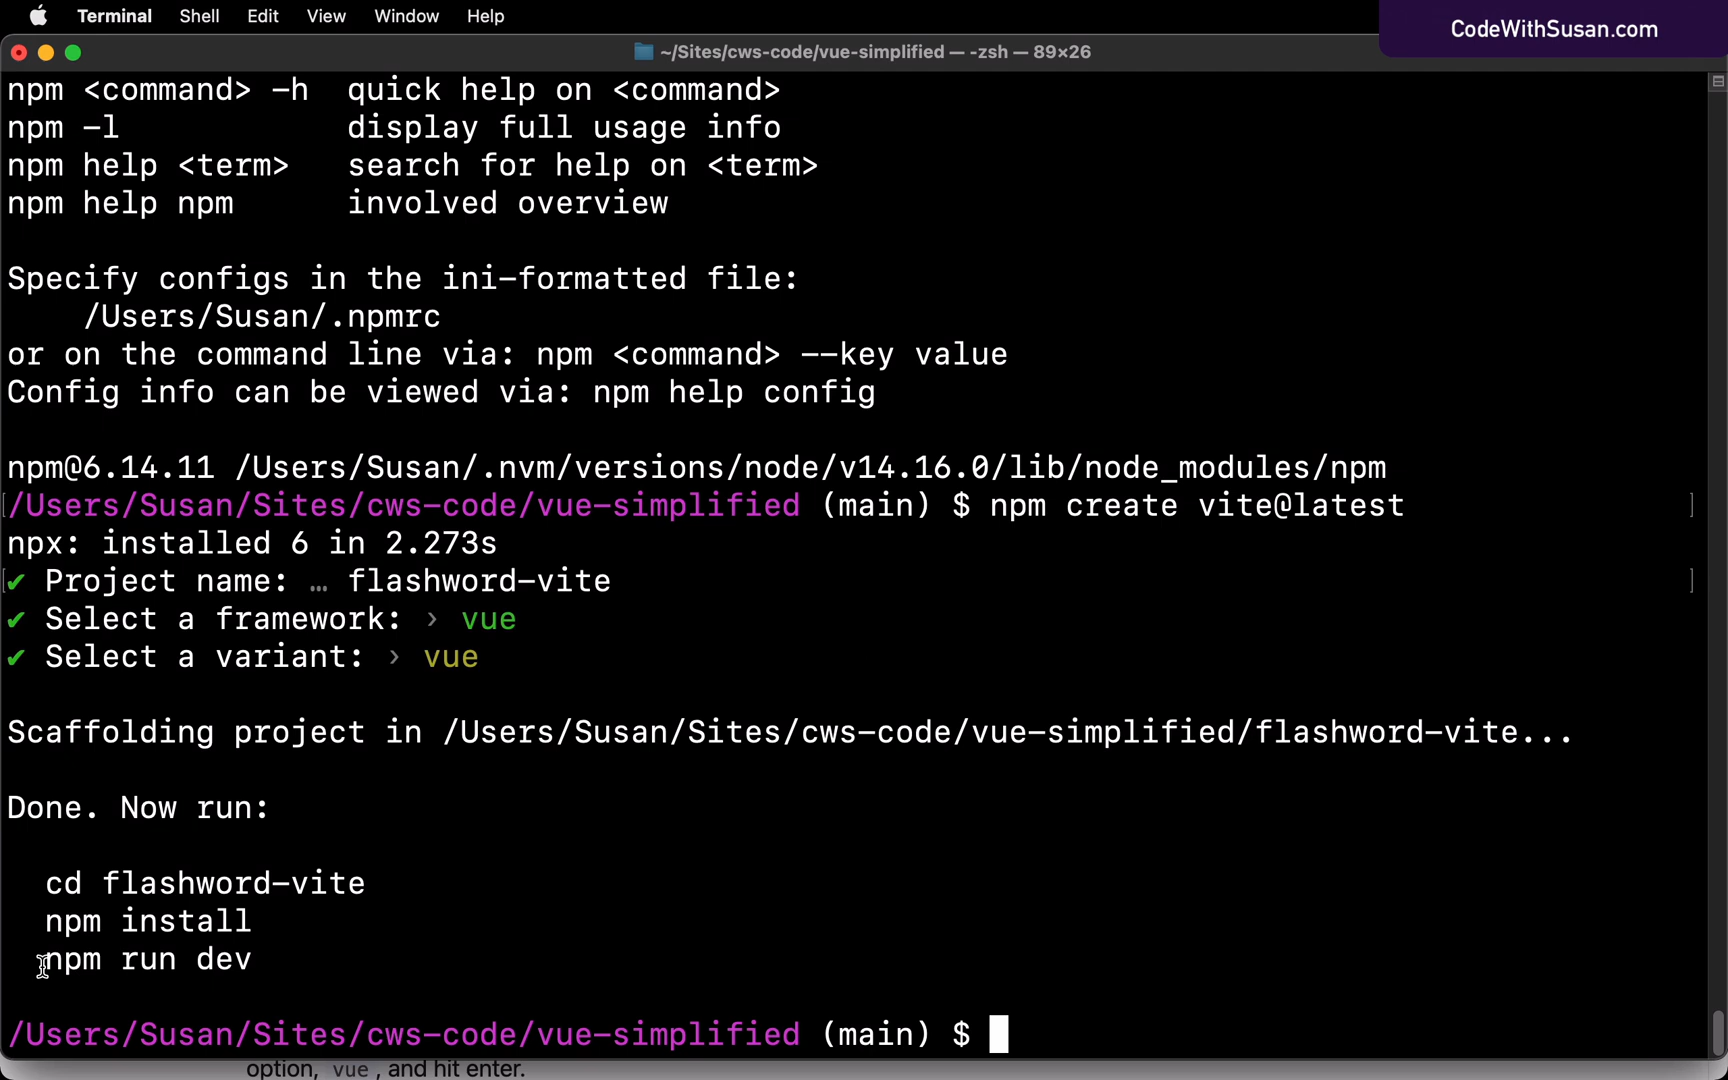 Terminal Shell Edit View Window Help
CodeWithSusan.com
~/Sites/cws-code/vue-simplified — -zsh — 89×26
npm <command> -h  quick help on <command>
npm -l            display full usage info
npm help <term>   search for help on <term>
npm help npm      involved overview
Specify configs in the ini-formatted file:
    /Users/Susan/.npmrc
or on the command line via: npm <command> --key value
Config info can be viewed via: npm help config
npm@6.14.11 /Users/Susan/.nvm/versions/node/v14.16.0/lib/node_modules/npm
[/Users/Susan/Sites/cws-code/vue-simplified (main) $ npm create vite@latest ]
npx: installed 6 in 2.273s
[✔ Project name: … flashword-vite ]
✔ Select a framework: › vue
✔ Select a variant: › vue
Scaffolding project in /Users/Susan/Sites/cws-code/vue-simplified/flashword-vite...
Done. Now run:
  cd flashword-vite
  npm install
  npm run dev
/Users/Susan/Sites/cws-code/vue-simplified (main) $
option, vue , and hit enter.